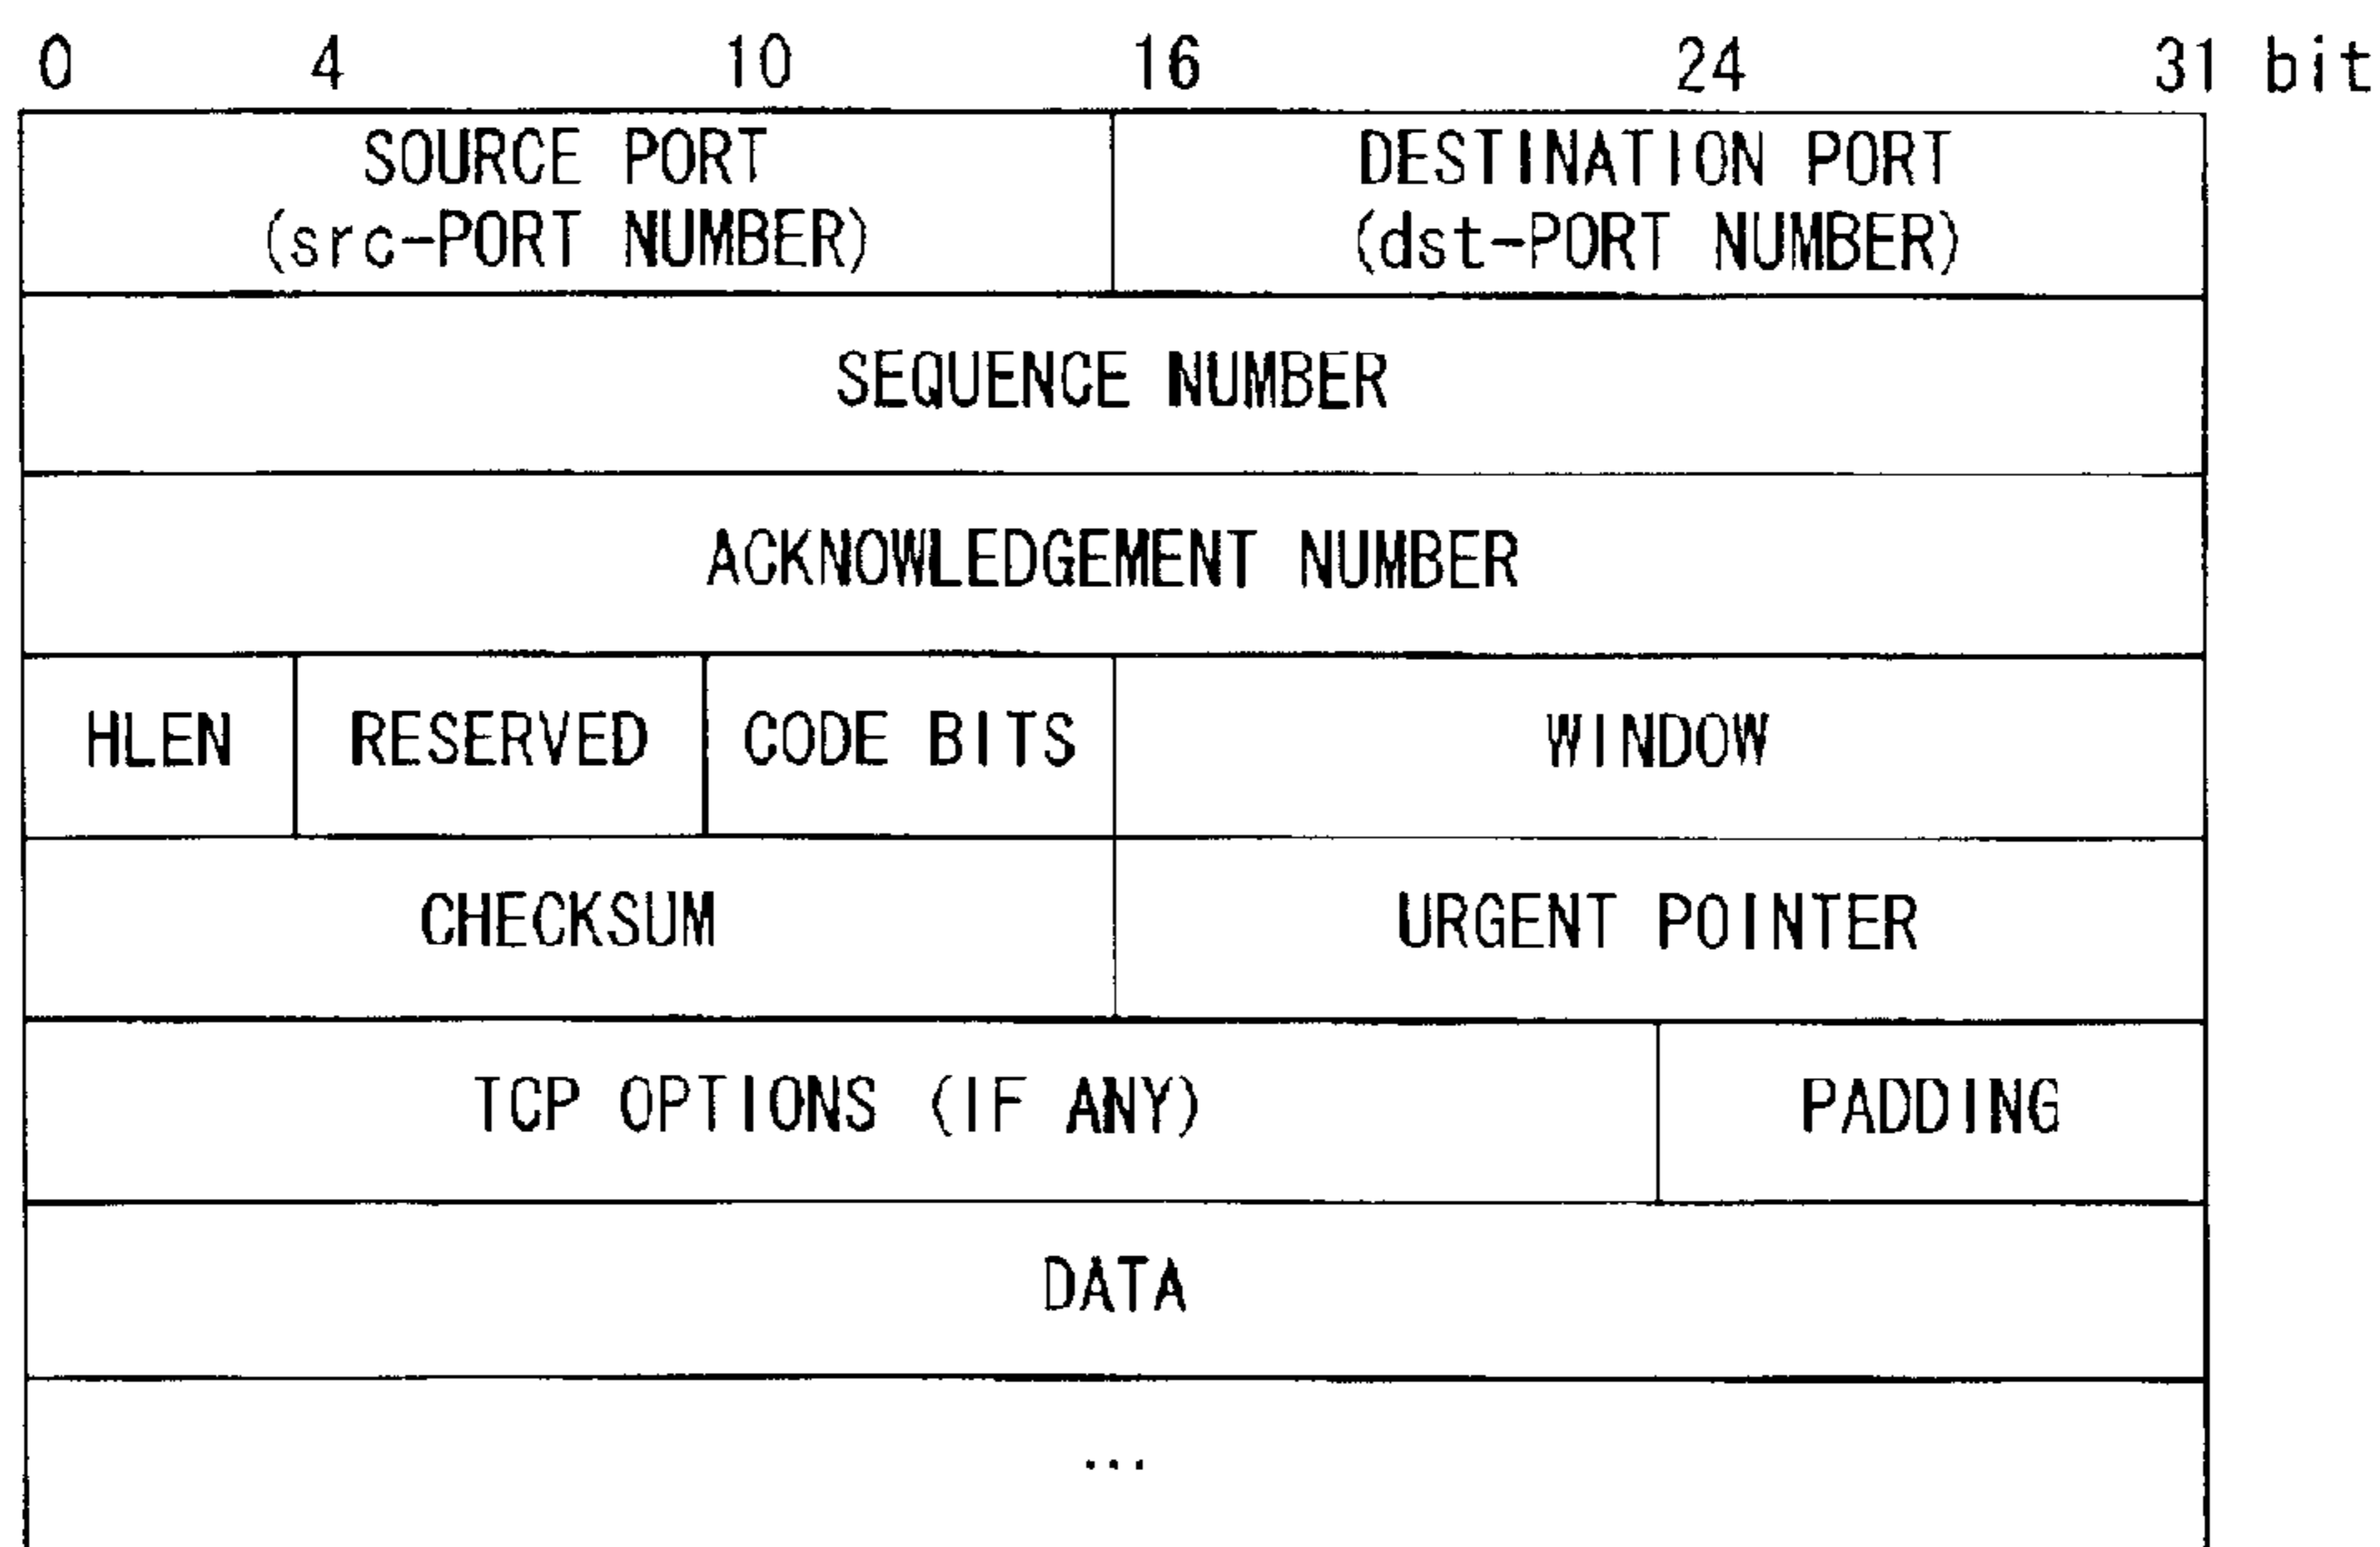 0 4 10 16 24 31 bit
SOURCE PORT DESTINATION PORT
(src-PORT NUMBER) (dst-PORT NUMBER)
SEQUENCE NUMBER
ACKNOWLEDGEMENT NUMBER
HLEN RESERVED CODE BITS WINDOW
CHECKSUM URGENT POINTER
TCP OPTIONS (IF ANY) PADDING
DATA
...